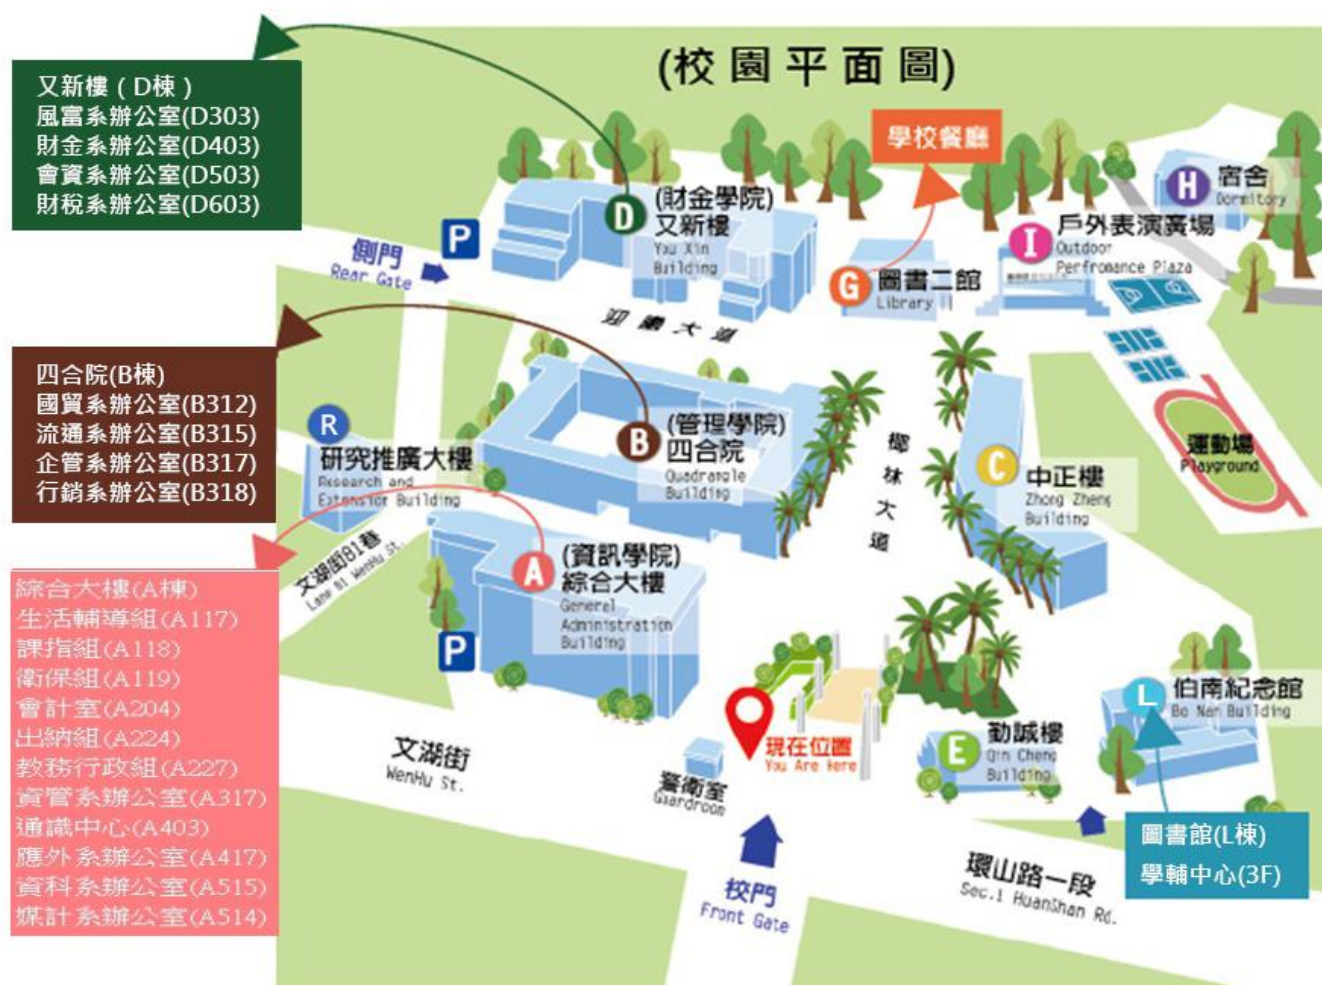 (校園平面圖)
又新樓（D棟）
風富系辦公室(D303)
財金系辦公室(D403)
會資系辦公室(D503)
財稅系辦公室(D603)
學校餐廳
H
宿舍
Dormitory
D
(財金學院)
又新樓
You Xin
Building
P
側門
Rear Gate
I
戶外表演廣場
Outdoor
Perfromance Plaza
G
圖書二館
Library II
迎曦大道
四合院(B棟)
國貿系辦公室(B312)
流通系辦公室(B315)
企管系辦公室(B317)
行銷系辦公室(B318)
R
研究推廣大樓
Research and
Extension Building
B
(管理學院)
四合院
Quadrangle
Building
椰林大道
C
中正樓
Zhong Zheng
Building
運動場
Playground
文湖街81巷
Lane 81 WenHu St.
A
(資訊學院)
綜合大樓
General
Administration
Building
P
綜合大樓(A棟)
生活輔導組(A117)
課指組(A118)
衛保組(A119)
會計室(A204)
出納組(A224)
教務行政組(A227)
資管系辦公室(A317)
通識中心(A403)
應外系辦公室(A417)
資科系辦公室(A515)
媒計系辦公室(A514)
文湖街
WenHu St.
警衛室
Guardroom
現在位置
You Are Here
E
勤誠樓
Qin Cheng
Building
L
伯南紀念館
Bo Nan Building
圖書館(L棟)
學輔中心(3F)
校門
Front Gate
環山路一段
Sec.1 HuanShan Rd.